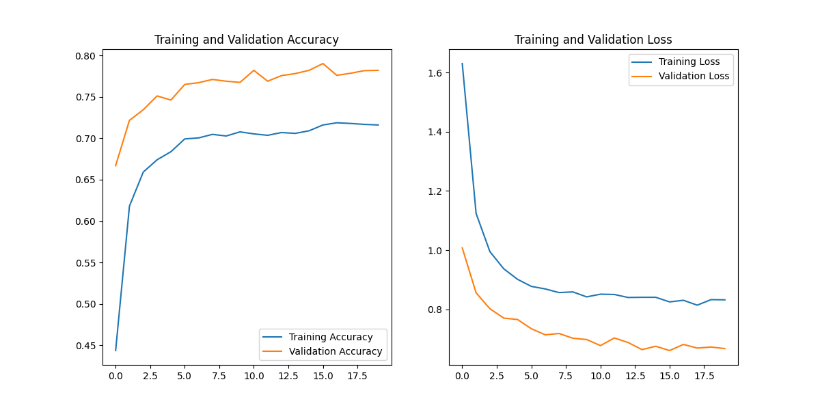 Training and Validation Accuracy
0.80
0.75
0.70
0.65
0.60
0.55
0.50
0.45
0.0 2.5 5.0 7.5 10.0 12.5 15.0 17.5
Training Accuracy
Validation Accuracy
Training and Validation Loss
1.6
1.4
1.2
1.0
0.8
0.0 2.5 5.0 7.5 10.0 12.5 15.0 17.5
Training Loss
Validation Loss